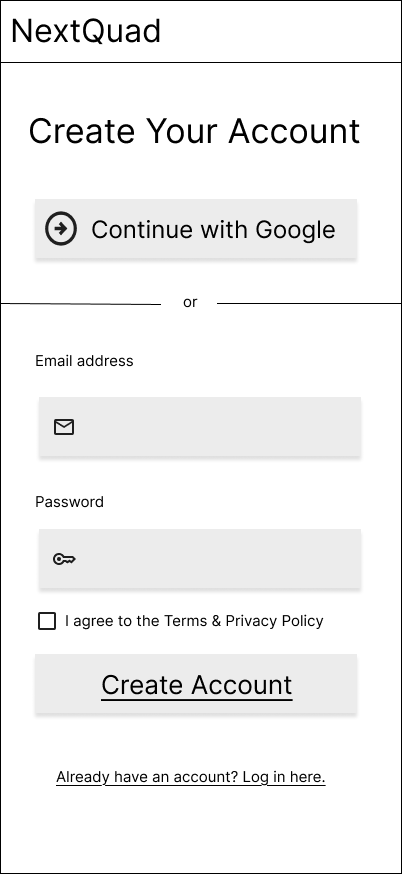 NextQuad
Create Your Account
Continue with Google
or
Email address
Password
I agree to the Terms & Privacy Policy
Create Account
Already have an account? Log in here.